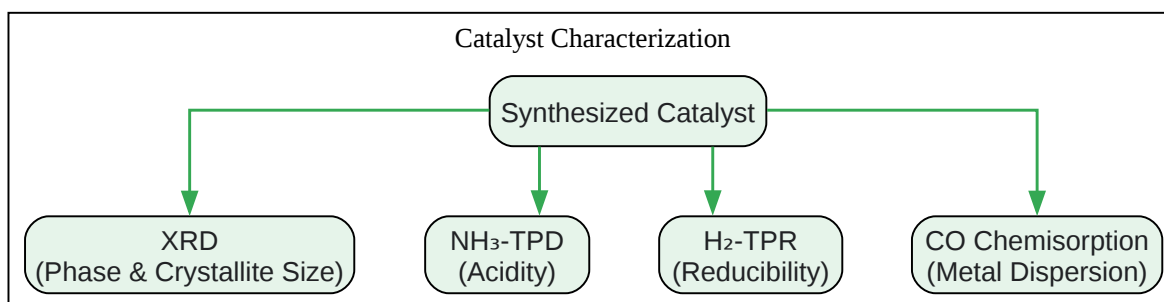 Catalyst Characterization
Synthesized Catalyst
XRD
(Phase & Crystallite Size)
NH₃-TPD
(Acidity)
H₂-TPR
(Reducibility)
CO Chemisorption
(Metal Dispersion)